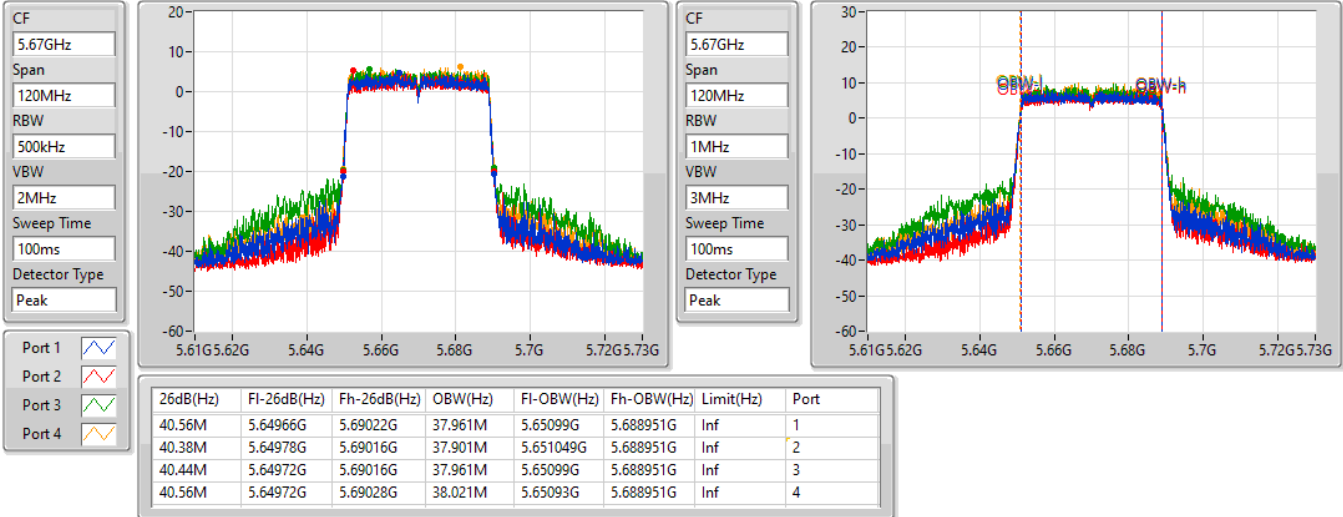 CF
5.67GHz
Span
120MHz
RBW
500kHz
VBW
2MHz
Sweep Time
100ms
Detector Type
Peak
20
10
0
-10
-20
-30
-40
-50
-60
5.61G 5.62G 5.64G 5.66G 5.68G 5.7G 5.72G 5.73G
CF
5.67GHz
Span
120MHz
RBW
1MHz
VBW
3MHz
Sweep Time
100ms
Detector Type
Peak
30
20
10
0
-10
-20
-30
-40
-50
-60
OBW-l OBW-h
5.61G 5.62G 5.64G 5.66G 5.68G 5.7G 5.72G 5.73G
Port 1
Port 2
Port 3
Port 4
26dB(Hz) Fl-26dB(Hz) Fh-26dB(Hz) OBW(Hz) Fl-OBW(Hz) Fh-OBW(Hz) Limit(Hz) Port
40.56M 5.64966G 5.69022G 37.961M 5.65099G 5.688951G Inf 1
40.38M 5.64978G 5.69016G 37.901M 5.651049G 5.688951G Inf 2
40.44M 5.64972G 5.69016G 37.961M 5.65099G 5.688951G Inf 3
40.56M 5.64972G 5.69028G 38.021M 5.65093G 5.688951G Inf 4